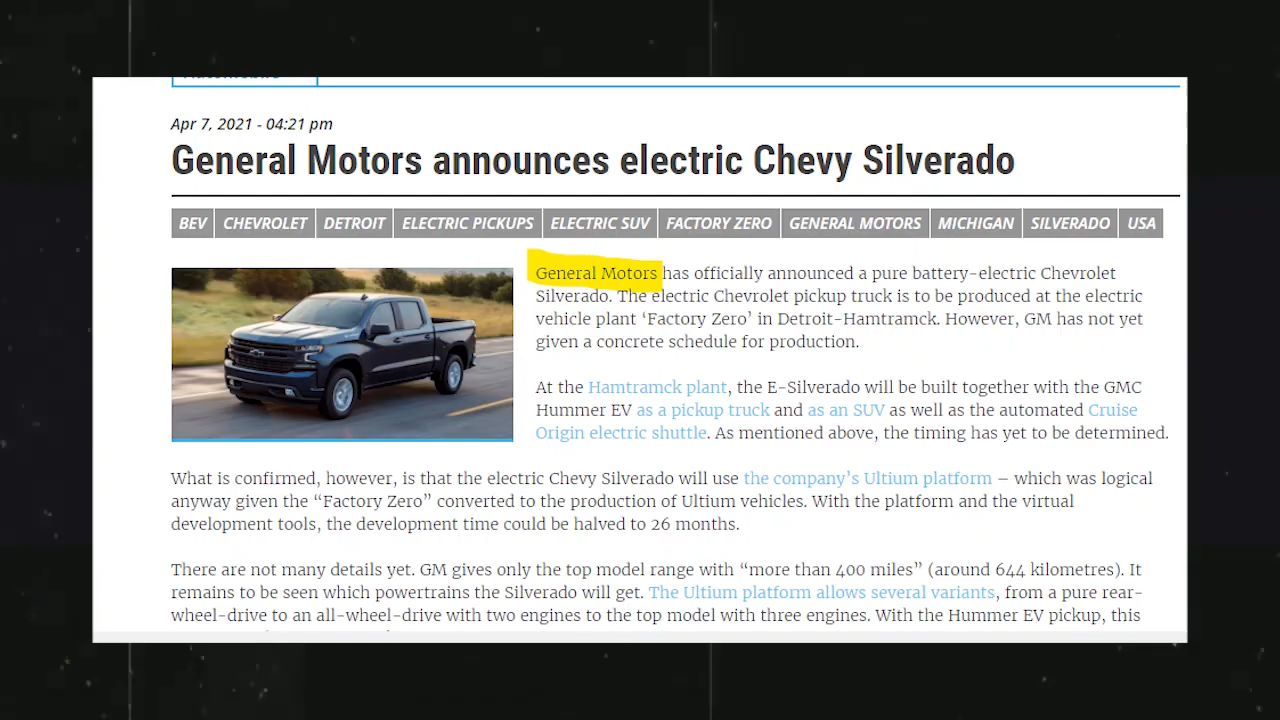 Apr 7, 2021 - 04:21 pm
General Motors announces electric Chevy Silverado
BEV CHEVROLET DETROIT ELECTRIC PICKUPS ELECTRIC SUV FACTORY ZERO GENERAL MOTORS MICHIGAN SILVERADO USA
General Motors has officially announced a pure battery-electric Chevrolet
Silverado. The electric Chevrolet pickup truck is to be produced at the electric
vehicle plant ‘Factory Zero’ in Detroit-Hamtramck. However, GM has not yet
given a concrete schedule for production.
At the Hamtramck plant, the E-Silverado will be built together with the GMC
Hummer EV as a pickup truck and as an SUV as well as the automated Cruise
Origin electric shuttle. As mentioned above, the timing has yet to be determined.
What is confirmed, however, is that the electric Chevy Silverado will use the company’s Ultium platform – which was logical
anyway given the “Factory Zero” converted to the production of Ultium vehicles. With the platform and the virtual
development tools, the development time could be halved to 26 months.
There are not many details yet. GM gives only the top model range with “more than 400 miles” (around 644 kilometres). It
remains to be seen which powertrains the Silverado will get. The Ultium platform allows several variants, from a pure rear-
wheel-drive to an all-wheel-drive with two engines to the top model with three engines. With the Hummer EV pickup, this